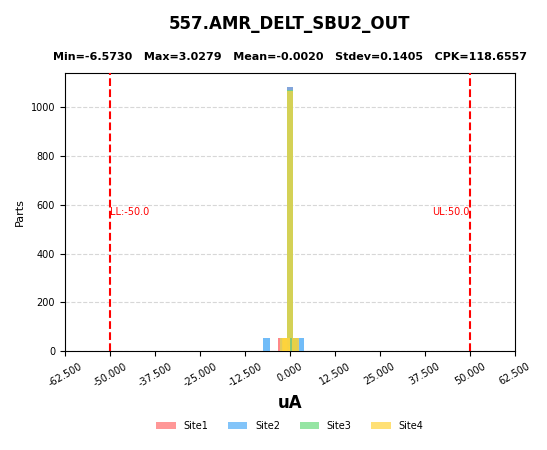 557.AMR_DELT_SBU2_OUT
Min=-6.5730 Max=3.0279 Mean=-0.0020 Stdev=0.1405 CPK=118.6557
1000
800
600
400
200
0
Parts
LL:-50.0
UL:50.0
-62.500 -50.000 -37.500 -25.000 -12.500 0.000 12.500 25.000 37.500 50.000 62.500
uA
Site1 Site2 Site3 Site4